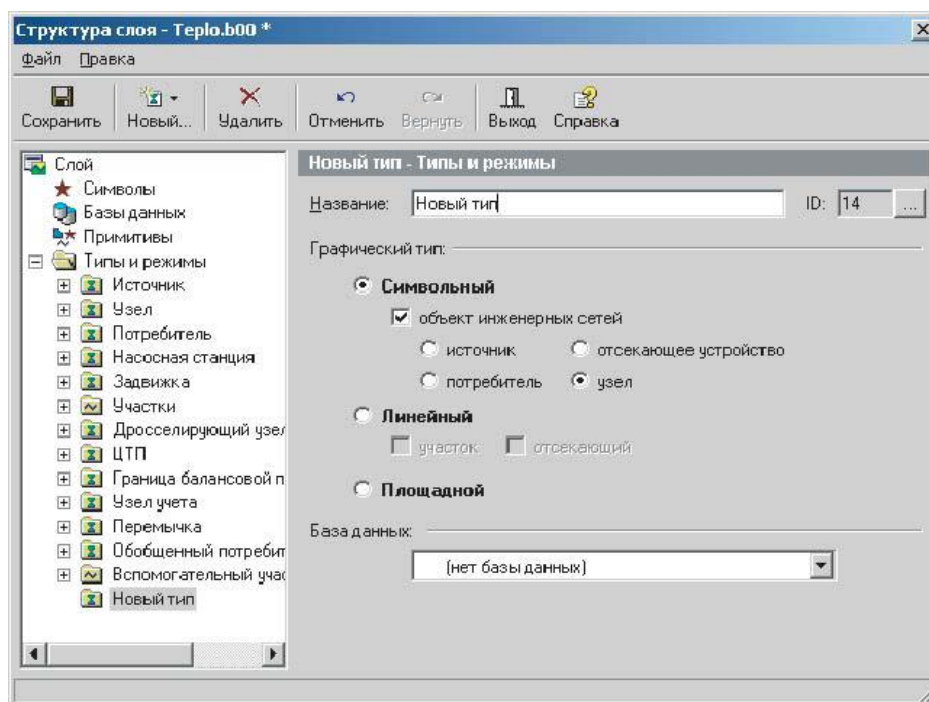 Структура слоя - Teplo.b00 *
Файл Правка
Сохранить Новый... Удалить Отменить Вернуть Выход Справка
Слой
Символы
Базы данных
Примитивы
Типы и режимы
Источник
Узел
Потребитель
Насосная станция
Задвижка
Участки
Дросселирующий узел
ЦТП
Граница балансовой п
Узел учета
Перемычка
Обобщенный потребит
Вспомогательный учас
Новый тип
Новый тип - Типы и режимы
Название: Новый тип ID: 14 ...
Графический тип:
Символьный
объект инженерных сетей
источник отсекающее устройство
потребитель узел
Линейный
участок отсекающий
Площадной
База данных:
(нет базы данных)